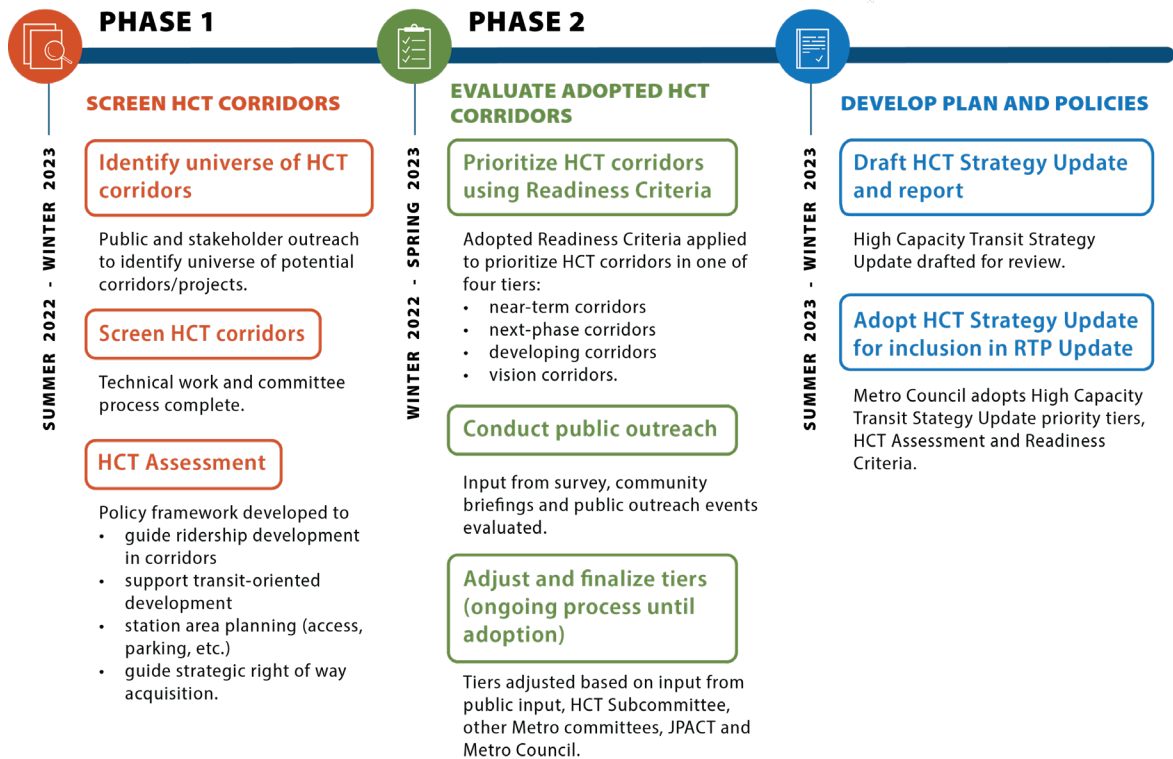 PHASE 1
SUMMER 2022 - WINTER 2023
SCREEN HCT CORRIDORS
Identify universe of HCT
corridors
Public and stakeholder outreach
to identify universe of potential
corridors/projects.
Screen HCT corridors
Technical work and committee
process complete.
HCT Assessment
Policy framework developed to
• guide ridership development
in corridors
• support transit-oriented
development
• station area planning (access,
parking, etc.)
• guide strategic right of way
acquisition.
PHASE 2
WINTER 2022 - SPRING 2023
EVALUATE ADOPTED HCT
CORRIDORS
Prioritize HCT corridors
using Readiness Criteria
Adopted Readiness Criteria applied
to prioritize HCT corridors in one of
four tiers:
• near-term corridors
• next-phase corridors
• developing corridors
• vision corridors.
Conduct public outreach
Input from survey, community
briefings and public outreach events
evaluated.
Adjust and finalize tiers
(ongoing process until
adoption)
Tiers adjusted based on input from
public input, HCT Subcommittee,
other Metro committees, JPACT and
Metro Council.
SUMMER 2023 - WINTER 2023
DEVELOP PLAN AND POLICIES
Draft HCT Strategy Update
and report
High Capacity Transit Strategy
Update drafted for review.
Adopt HCT Strategy Update
for inclusion in RTP Update
Metro Council adopts High Capacity
Transit Stategy Update priority tiers,
HCT Assessment and Readiness
Criteria.